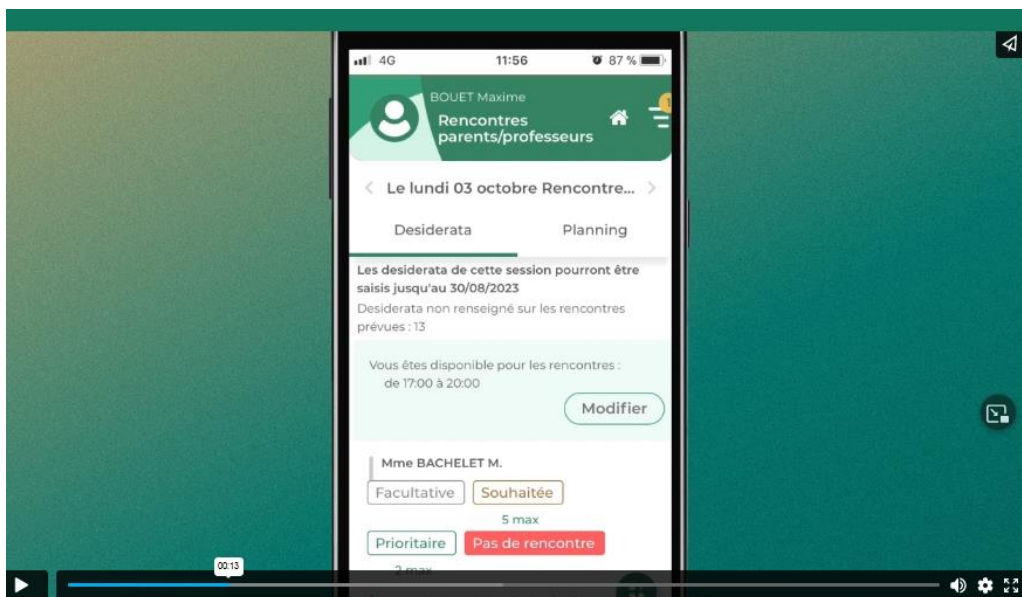 4G 11:56 87 %
BOUET Maxime
1
Rencontres
parents/professeurs
Le lundi 03 octobre Rencontre...
Desiderata Planning
Les desiderata de cette session pourront être
saisis jusqu'au 30/08/2023
Desiderata non renseigné sur les rencontres
prévues : 13
Vous êtes disponible pour les rencontres :
de 17:00 à 20:00
Modifier
Mme BACHELET M.
Facultative Souhaitée
5 max
Prioritaire Pas de rencontre
2 max
00:13